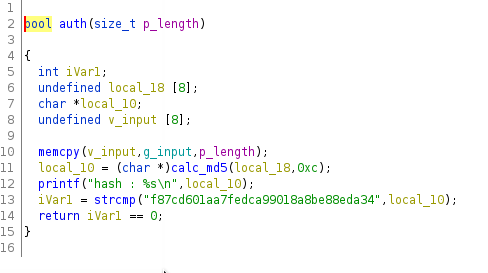 1
2 bool auth(size_t p_length)
3
4 {
5 int iVar1;
6 undefined local_18 [8];
7 char *local_10;
8 undefined v_input [8];
9
10 memcpy(v_input,g_input,p_length);
11 local_10 = (char *)calc_md5(local_18,0xc);
12 printf("hash : %s\n",local_10);
13 iVar1 = strcmp("f87cd601aa7fedca99018a8be88eda34",local_10);
14 return iVar1 == 0;
15 }
16